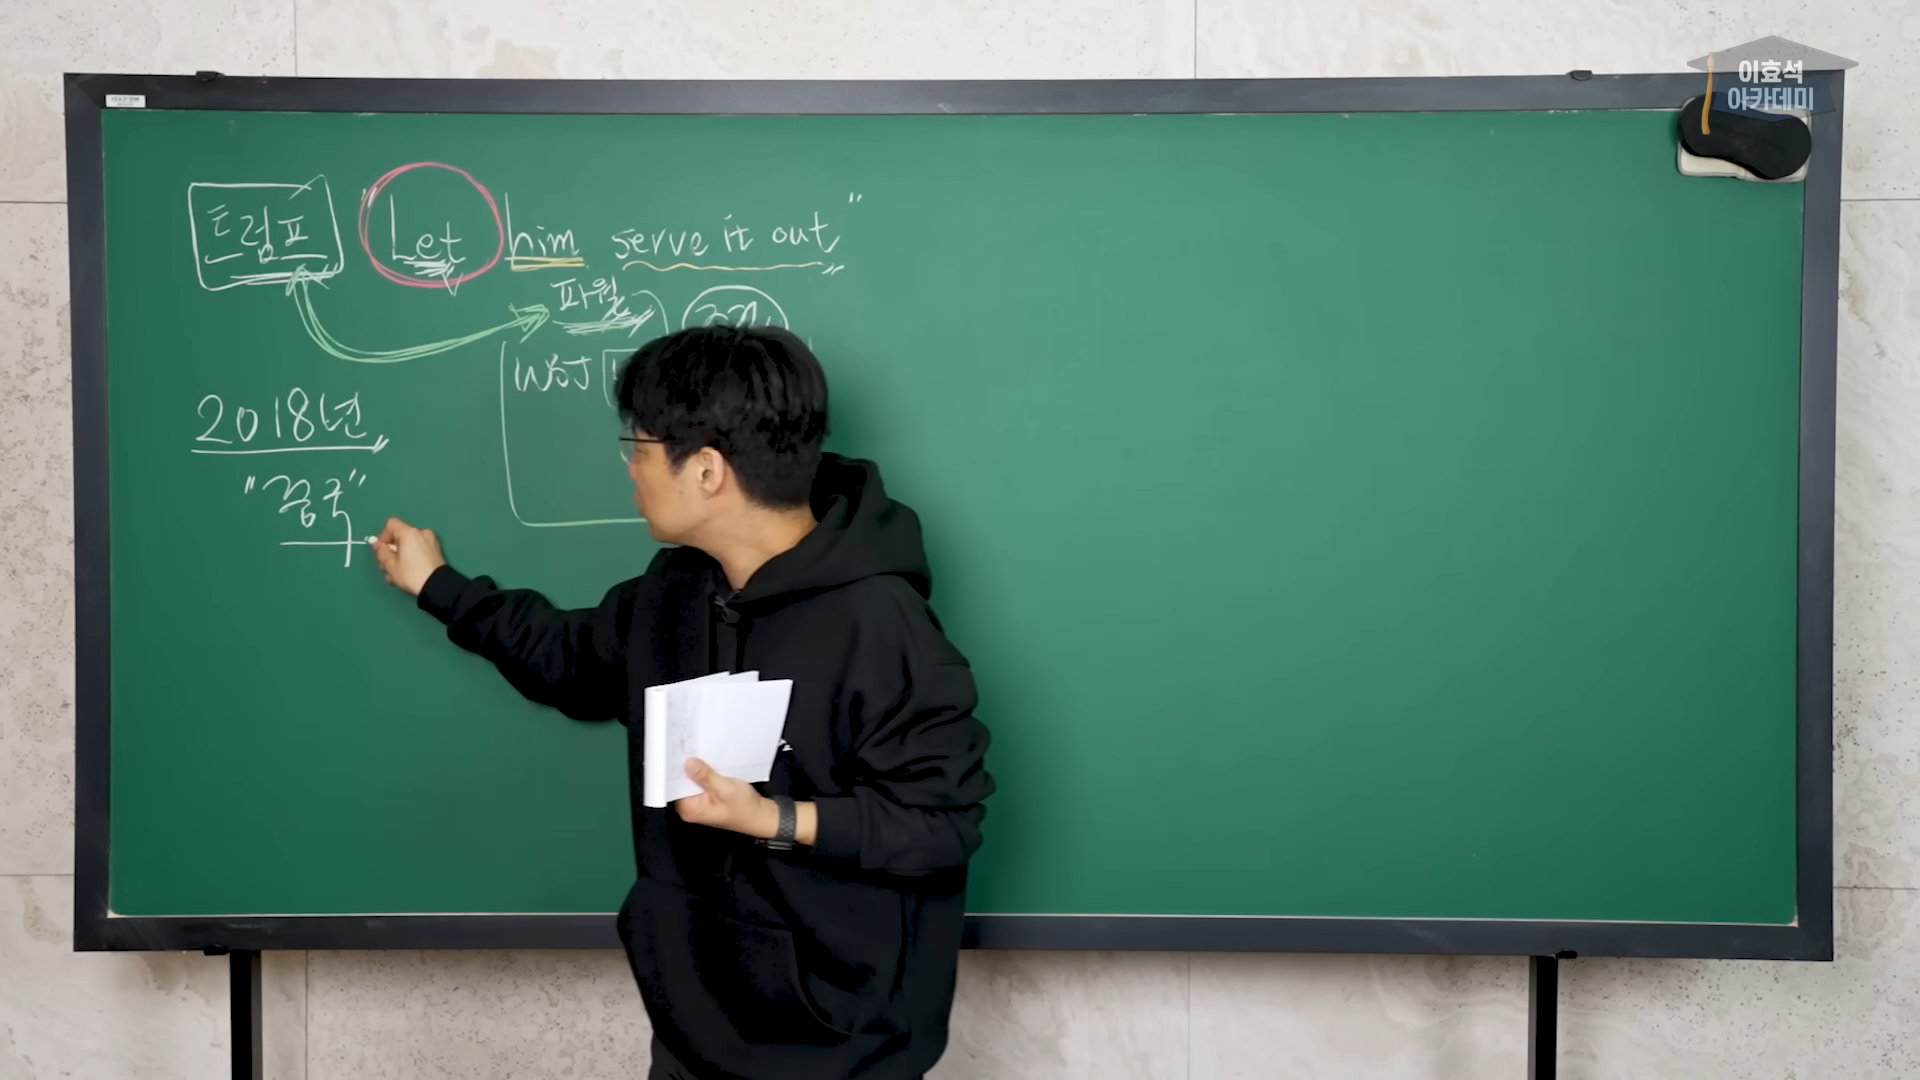 이효석
아카데미
트럼프 "Let him serve it out"
파월
WSJ
2018년
"중국"